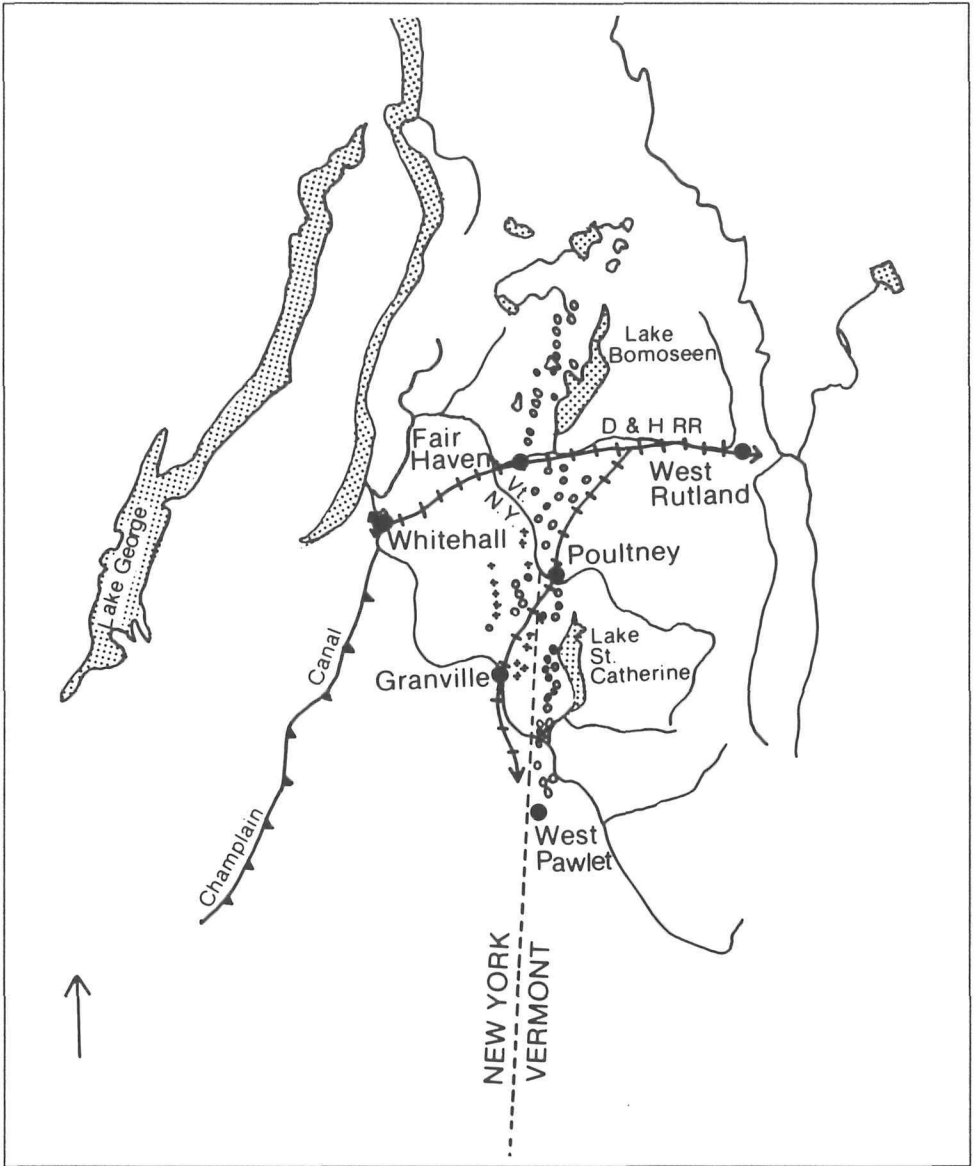 Lake
Bomoseen
D & H RR
Fair
Haven
West
Rutland
Vt.
N.Y
Whitehall
Poultney
Lake George
Canal
Lake
St.
Catherine
Granville
Champlain
West
Pawlet
NEW YORK
VERMONT